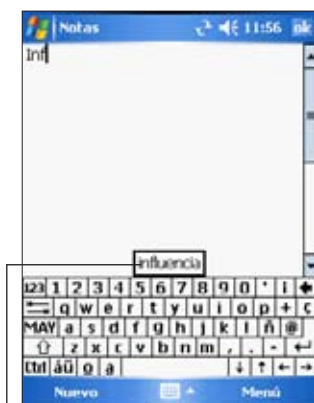 Notas 11:56 ok
Inf
influencia
123 1 2 3 4 5 6 7 8 9 0 ' ¡
q w e r t y u i o p + ç
MAY a s d f g h j k l ñ @
z x c v b n m , . -
Ctrl áü º ª
Nuevo Menú